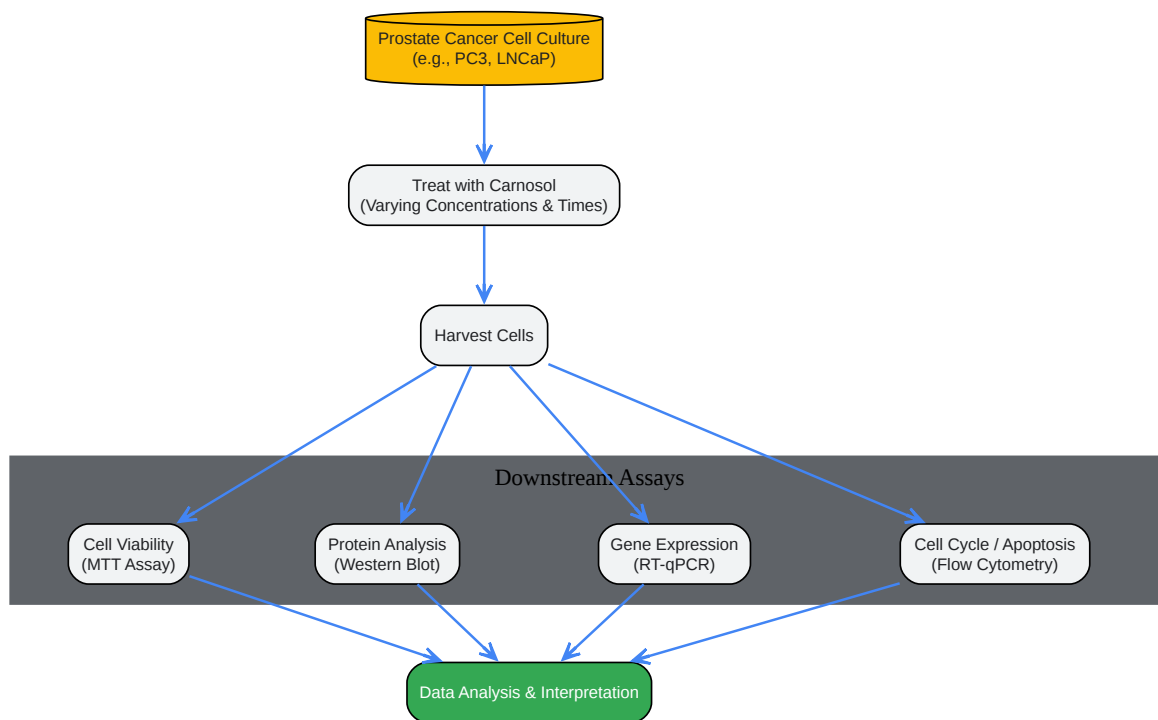 Prostate Cancer Cell Culture
(e.g., PC3, LNCaP)
Treat with Carnosol
(Varying Concentrations & Times)
Harvest Cells
Downstream Assays
Cell Viability
(MTT Assay)
Protein Analysis
(Western Blot)
Gene Expression
(RT-qPCR)
Cell Cycle / Apoptosis
(Flow Cytometry)
Data Analysis & Interpretation